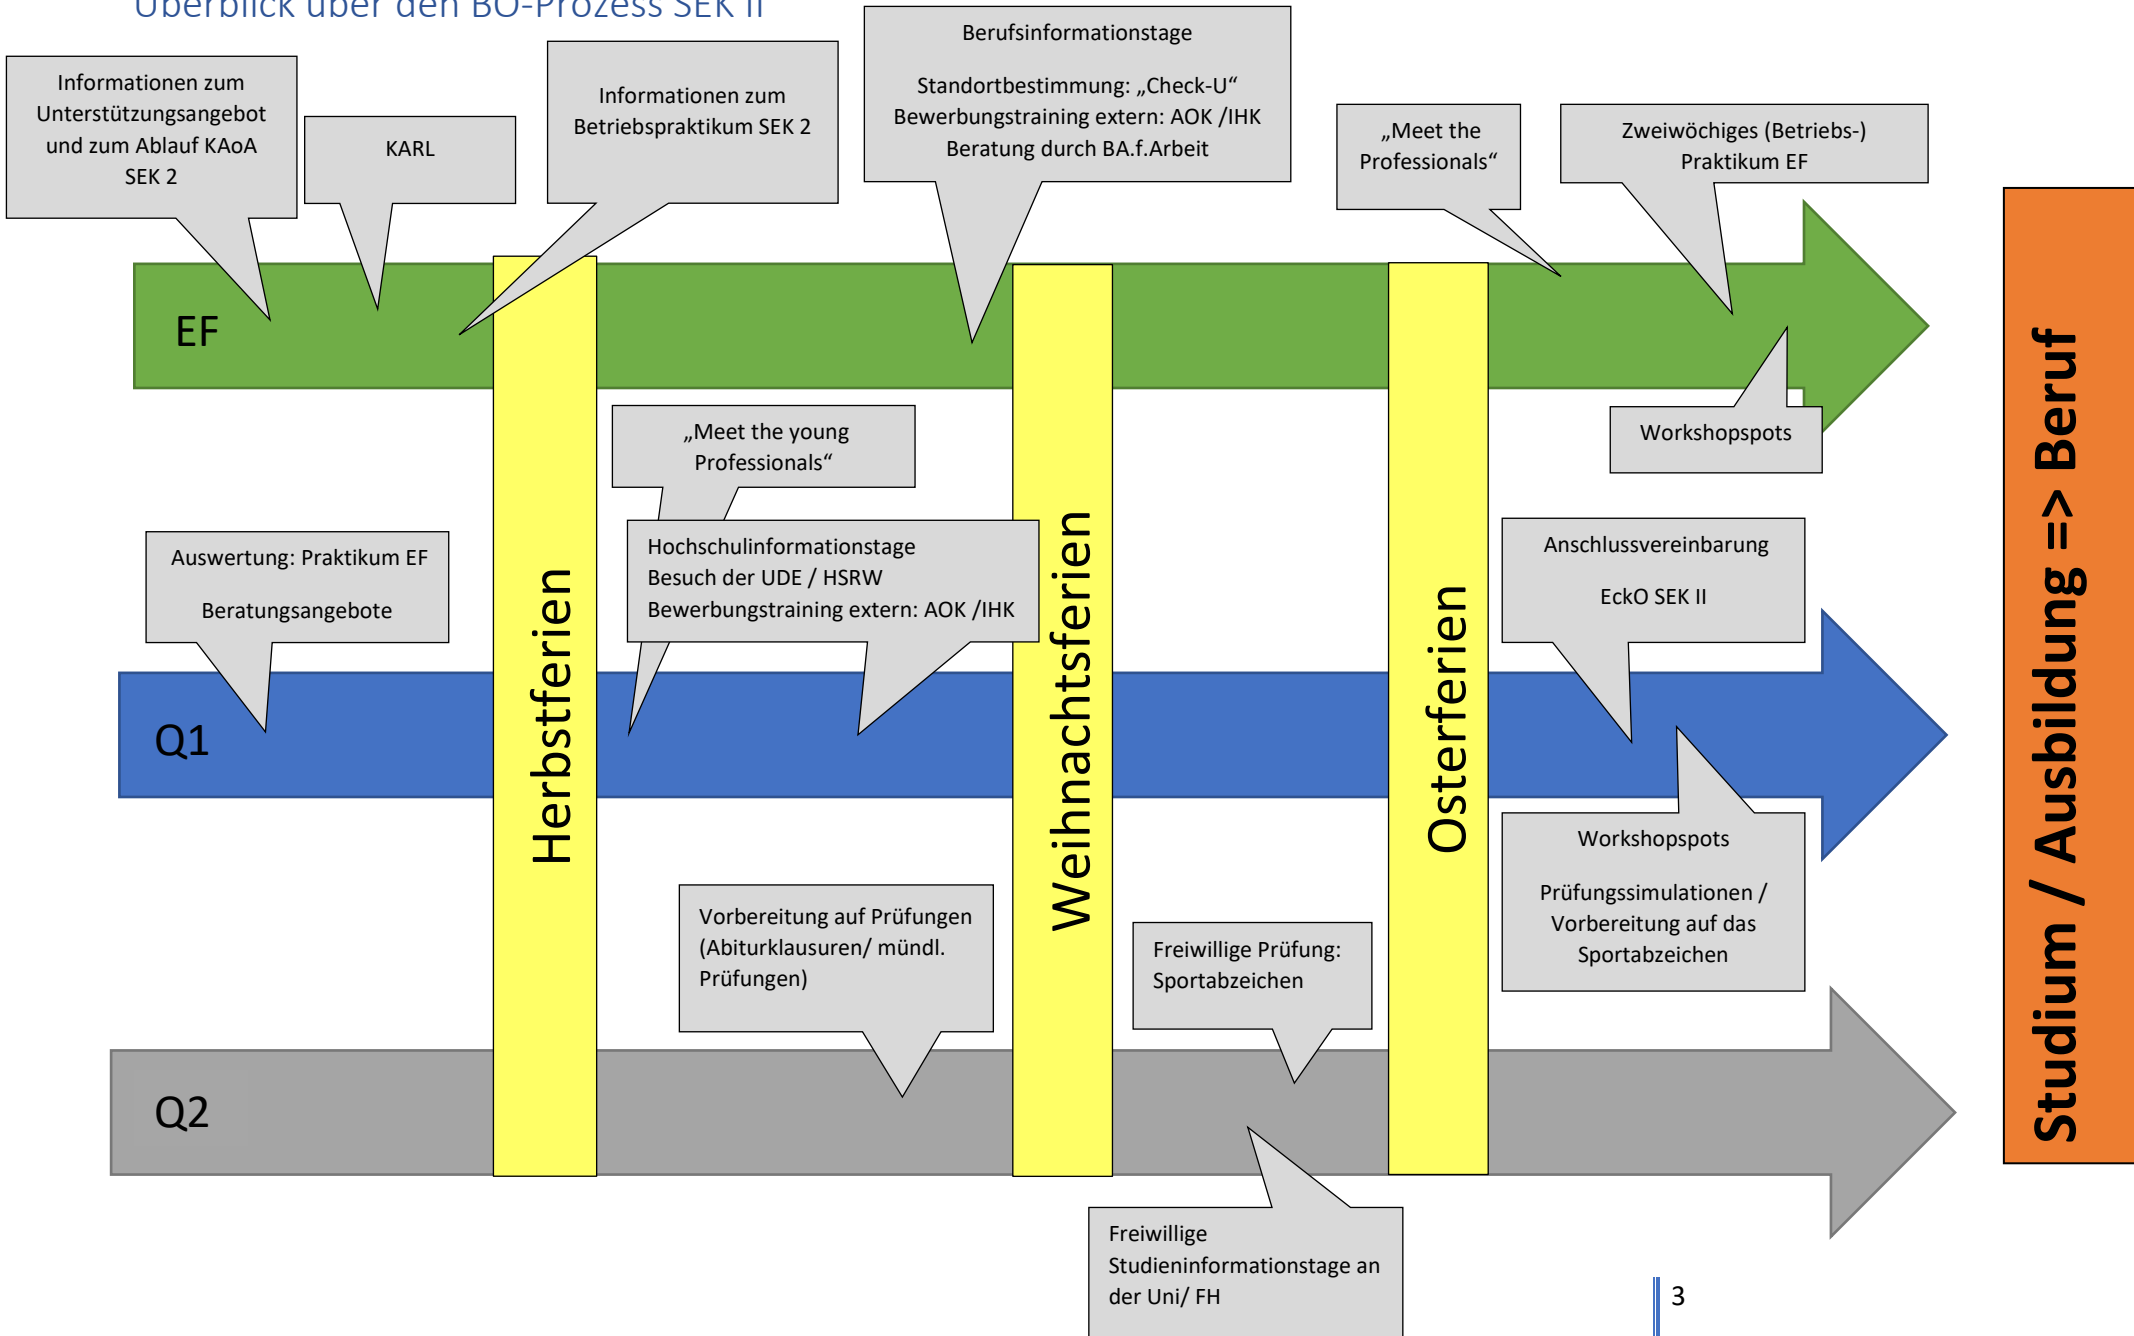 Überblick über den BO-Prozess SEK II
Informationen zum
Unterstützungsangebot
und zum Ablauf KAoA
SEK 2
KARL
Informationen zum
Betriebspraktikum SEK 2
Berufsinformationstage
Standortbestimmung: „Check-U“
Bewerbungstraining extern: AOK /IHK
Beratung durch BA.f.Arbeit
„Meet the
Professionals“
Zweiwöchiges (Betriebs-)
Praktikum EF
EF
Workshopspots
„Meet the young
Professionals“
Auswertung: Praktikum EF
Beratungsangebote
Hochschulinformationstage
Besuch der UDE / HSRW
Bewerbungstraining extern: AOK /IHK
Anschlussvereinbarung
EckO SEK II
Q1
Herbstferien
Weihnachtsferien
Osterferien
Workshopspots
Prüfungssimulationen /
Vorbereitung auf das
Sportabzeichen
Vorbereitung auf Prüfungen
(Abiturklausuren/ mündl.
Prüfungen)
Freiwillige Prüfung:
Sportabzeichen
Q2
Freiwillige
Studieninformationstage an
der Uni/ FH
Studium / Ausbildung => Beruf
3